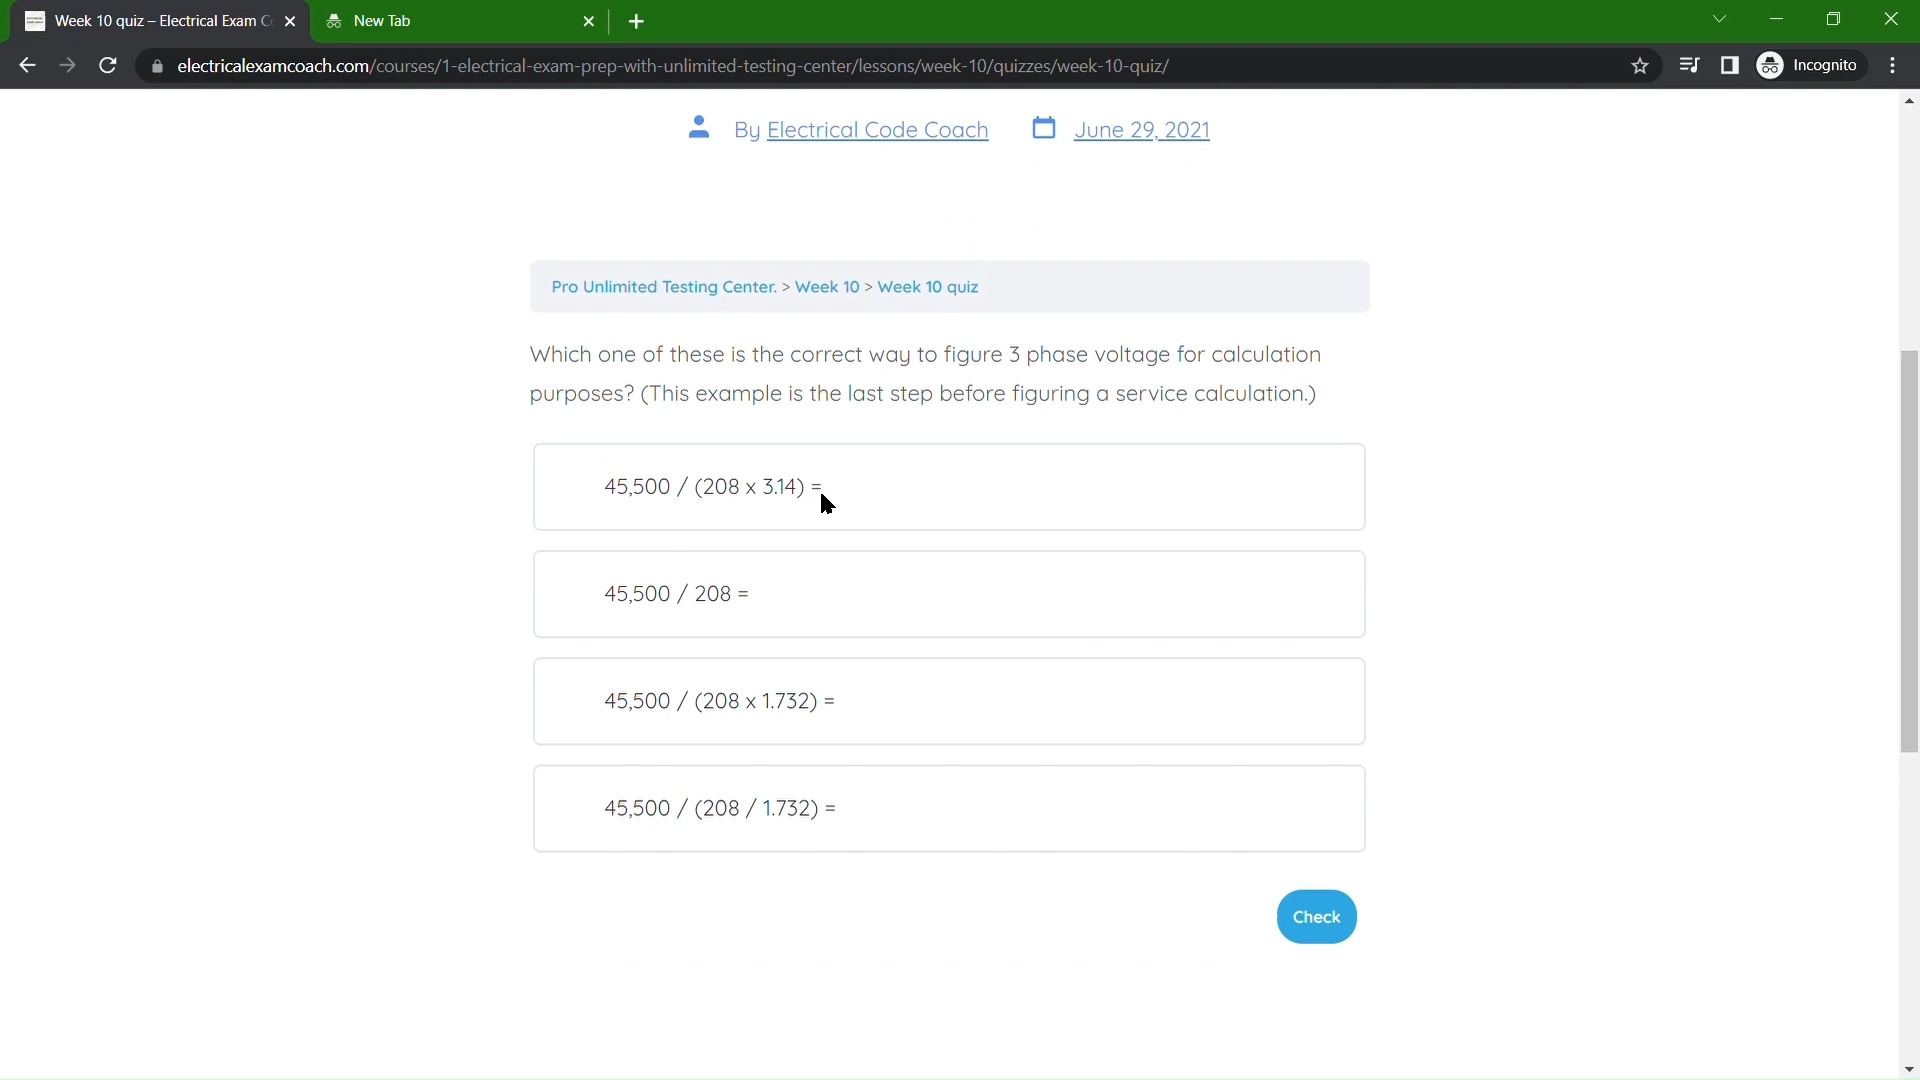 Week 10 quiz – Electrical Exam C
New Tab
electricalexamcoach.com/courses/1-electrical-exam-prep-with-unlimited-testing-center/lessons/week-10/quizzes/week-10-quiz/
Incognito
By Electrical Code Coach
June 29, 2021
Pro Unlimited Testing Center. > Week 10 > Week 10 quiz
Which one of these is the correct way to figure 3 phase voltage for calculation
purposes? (This example is the last step before figuring a service calculation.)
45,500 / (208 x 3.14) =
45,500 / 208 =
45,500 / (208 x 1.732) =
45,500 / (208 / 1.732) =
Check